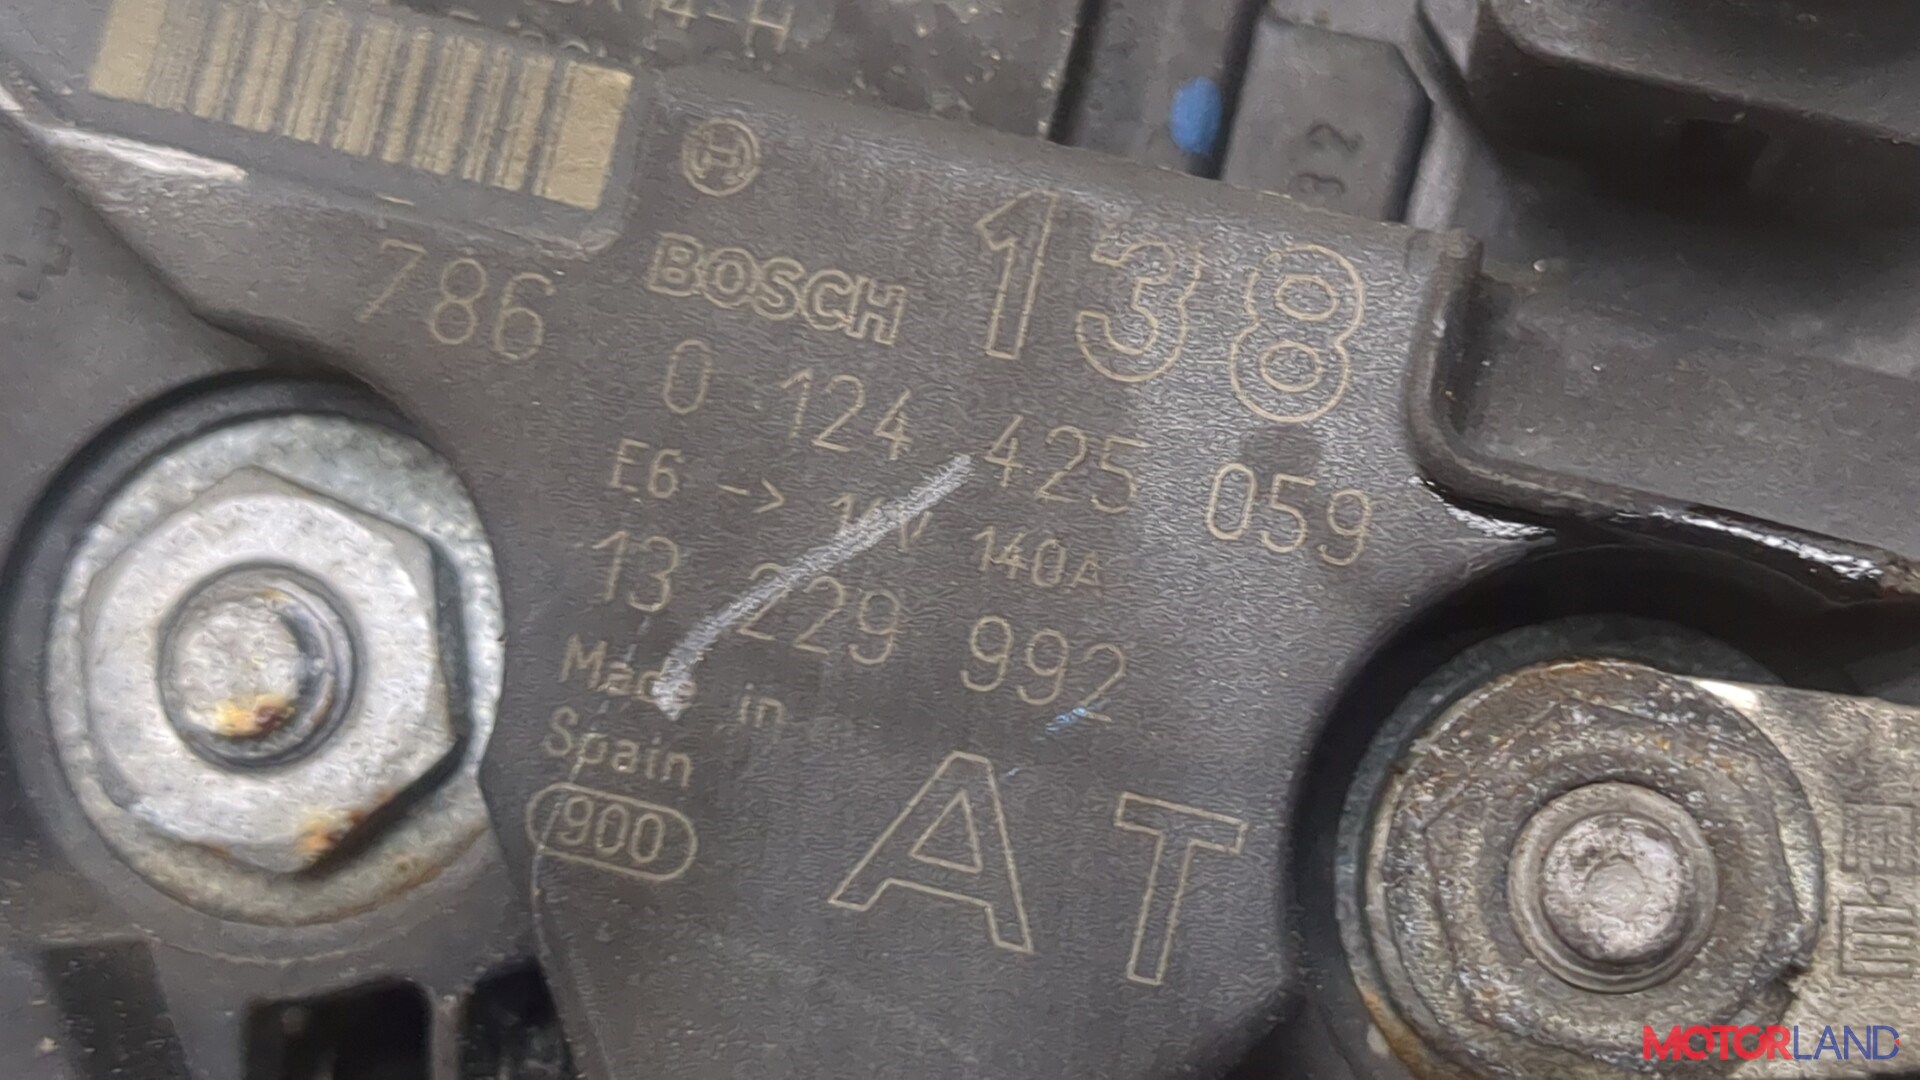 786
BOSCH 138
0 124 425 059
E6 -> 14V 140A
13 229 992
Made in
Spain
900
AT
32
MOTORLAND